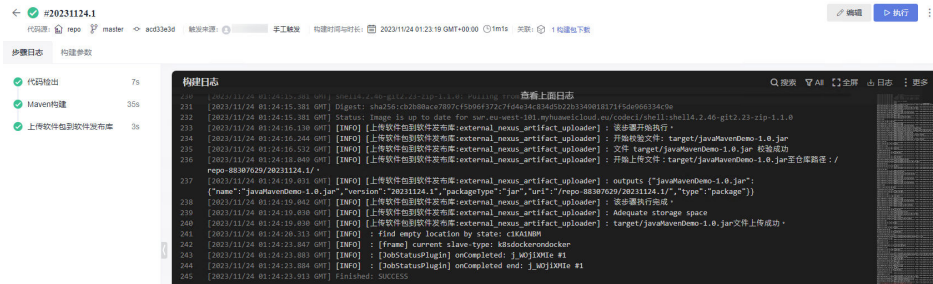 #20231124.1
编辑
执行
代码源: repo master acd33e3d 触发来源: 手工触发 构建时间与时长: 2023/11/24 01:23:19 GMT+00:00 1m1s 关联: 1 构建包下载
步骤日志 构建参数
代码检出 7s
Maven构建 35s
上传软件包到软件发布库 3s
构建日志
搜索 All 全屏 日志 更多
查看上面日志
231 [2023/11/24 01:24:15.381 GMT] Digest: sha256:cb2b80ace7897cf5b96f372c7fd4e34c834d5b22b3349018171f5de966334c9e
232 [2023/11/24 01:24:15.381 GMT] Status: Image is up to date for swr.eu-west-101.myhuaweicloud.eu/codeci/shell:shell4.2.46-git2.23-zip-1.1.0
233 [2023/11/24 01:24:16.130 GMT] [INFO] [上传软件包到软件发布库:external_nexus_artifact_uploader] : 该步骤开始执行。
234 [2023/11/24 01:24:16.244 GMT] [INFO] [上传软件包到软件发布库:external_nexus_artifact_uploader] : 开始校验文件: target/javaMavenDemo-1.0.jar
235 [2023/11/24 01:24:16.532 GMT] [INFO] [上传软件包到软件发布库:external_nexus_artifact_uploader] : 文件 target/javaMavenDemo-1.0.jar 校验成功
236 [2023/11/24 01:24:18.049 GMT] [INFO] [上传软件包到软件发布库:external_nexus_artifact_uploader] : 开始上传文件：target/javaMavenDemo-1.0.jar至仓库路径：/
repo-88307629/20231124.1/。
237 [2023/11/24 01:24:19.031 GMT] [INFO] [上传软件包到软件发布库:external_nexus_artifact_uploader] : outputs {"javaMavenDemo-1.0.jar":
{"name":"javaMavenDemo-1.0.jar","version":"20231124.1","packageType":"jar","uri":"/repo-88307629/20231124.1/","type":"package"}}
238 [2023/11/24 01:24:19.042 GMT] [INFO] [上传软件包到软件发布库:external_nexus_artifact_uploader] : 该步骤执行完成。
239 [2023/11/24 01:24:19.030 GMT] [INFO] [上传软件包到软件发布库:external_nexus_artifact_uploader] : Adequate storage space
240 [2023/11/24 01:24:19.030 GMT] [INFO] [上传软件包到软件发布库:external_nexus_artifact_uploader] : target/javaMavenDemo-1.0.jar文件上传成功。
241 [2023/11/24 01:24:20.313 GMT] [INFO] : find empty location by state: c1KA1NBM
242 [2023/11/24 01:24:23.847 GMT] [INFO] : [frame] current slave-type: k8sdockerondocker
243 [2023/11/24 01:24:23.883 GMT] [INFO] : [JobStatusPlugin] onCompleted: j_WOjiXMIe #1
244 [2023/11/24 01:24:23.884 GMT] [INFO] : [JobStatusPlugin] onCompleted end: j_WOjiXMIe #1
245 [2023/11/24 01:24:23.913 GMT] Finished: SUCCESS